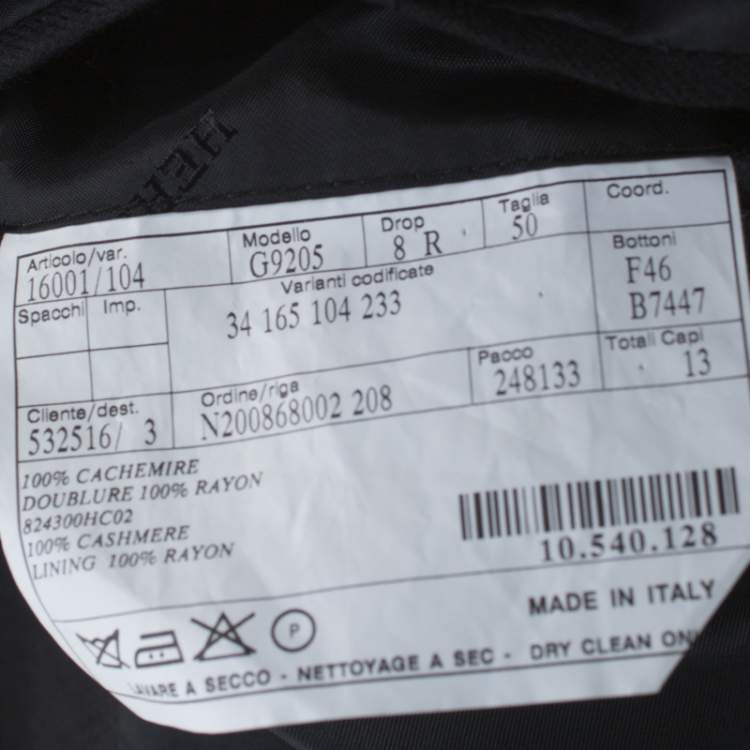 HER
Articolo/var. Modello Drop Taglia Coord.
16001/104 G9205 8 R 50
Spacchi Imp. Varianti codificate Bottoni
34 165 104 233 F46
B7447
Cliente/dest. Ordine/riga Pacco Totali Capi
532516/ 3 N200868002 208 248133 13
100% CACHEMIRE
DOUBLURE 100% RAYON
824300HC02
100% CASHMERE
LINING 100% RAYON
10.540.128
MADE IN ITALY
P
A SECCO - NETTOYAGE A SEC - DRY CLEAN